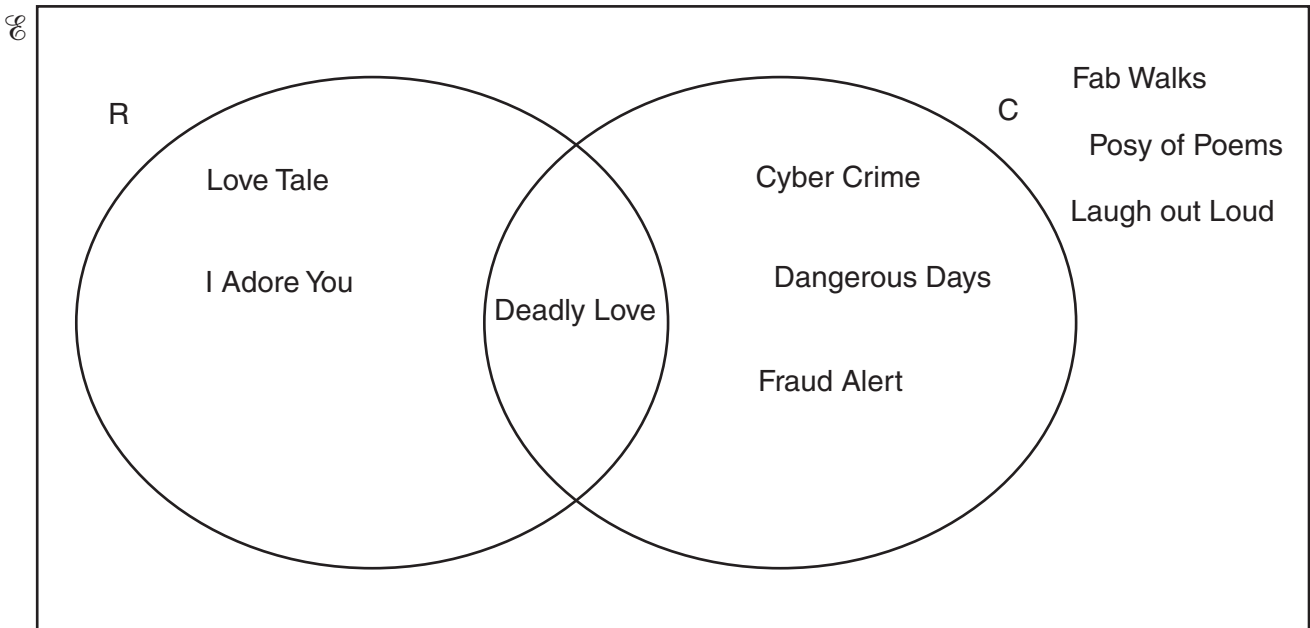 ℰ
Fab Walks
R
C
Posy of Poems
Love Tale
Cyber Crime
Laugh out Loud
I Adore You
Dangerous Days
Deadly Love
Fraud Alert